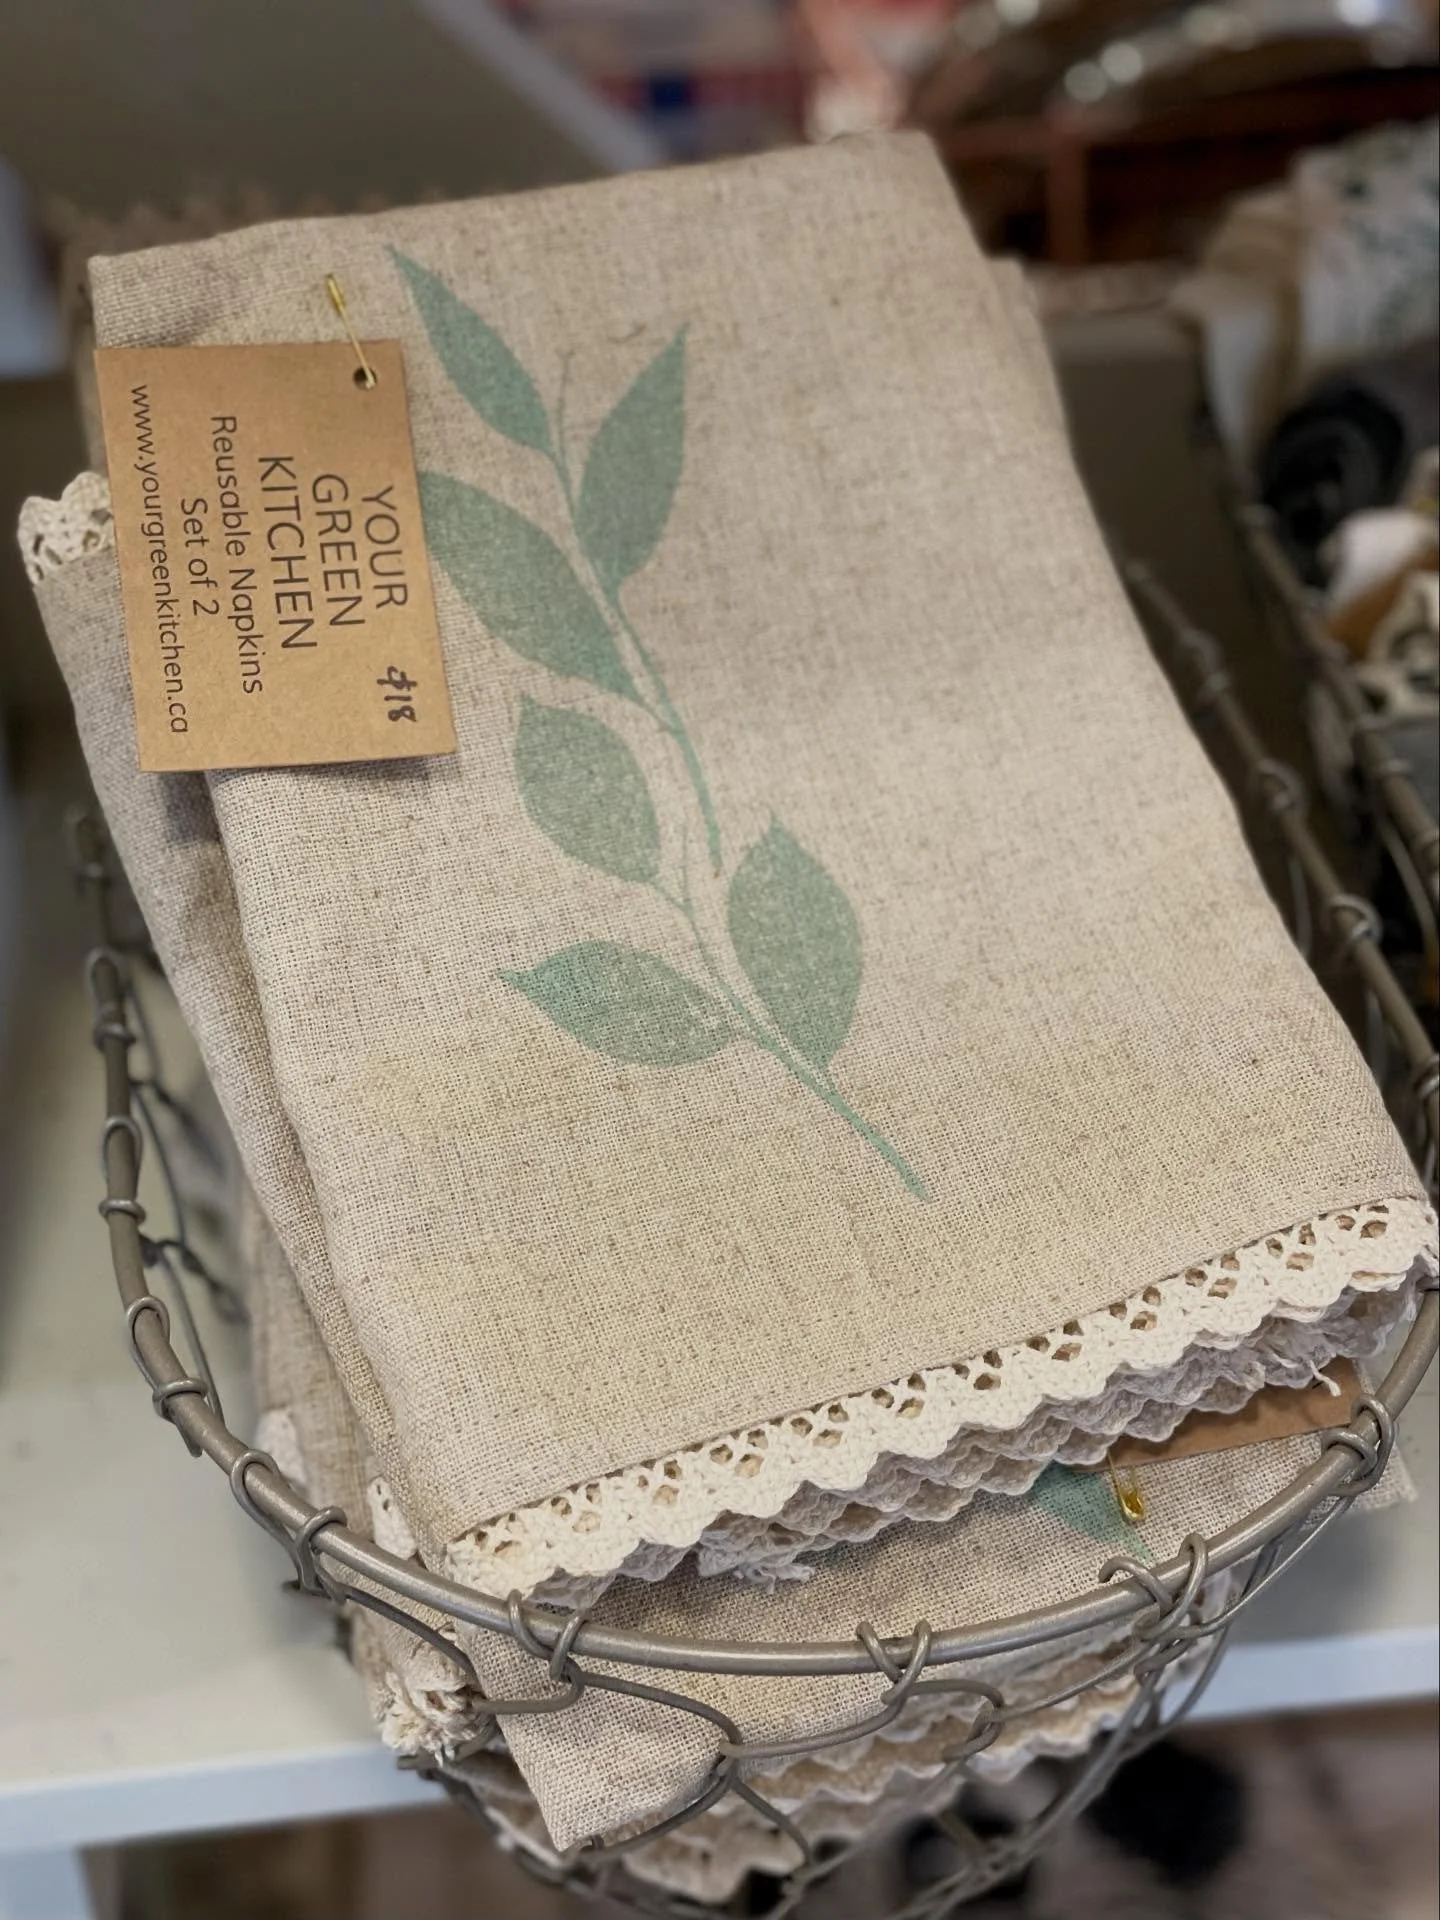 YOUR
GREEN
KITCHEN
Reusable Napkins
Set of 2
www.yourgreenkitchen.ca
$18